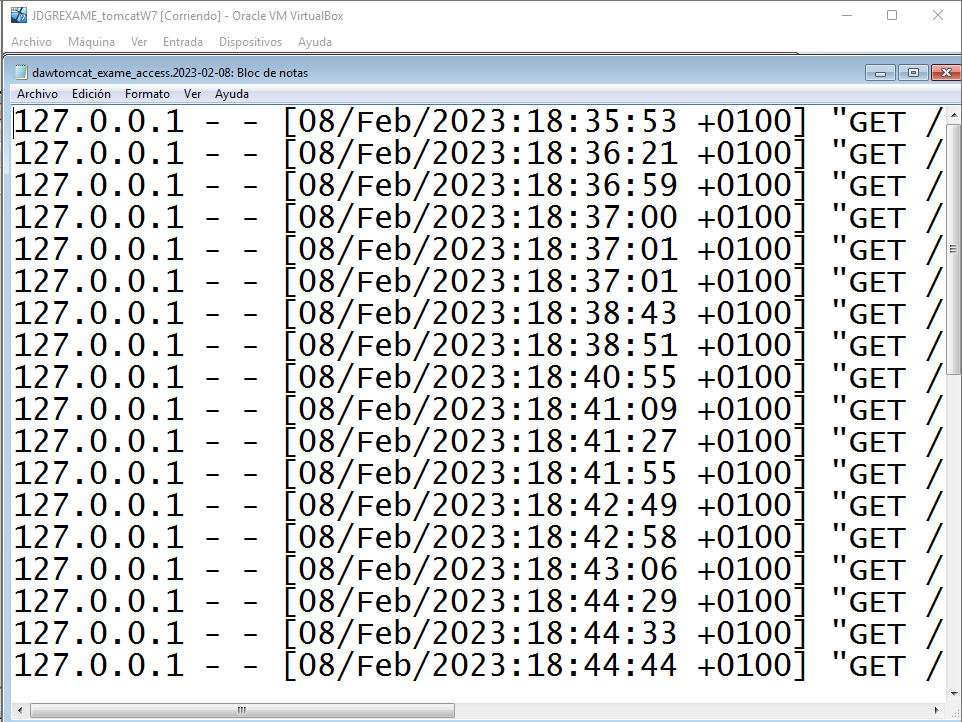 JDGREXAME_tomcatW7 [Corriendo] - Oracle VM VirtualBox
Archivo Máquina Ver Entrada Dispositivos Ayuda
dawtomcat_exame_access.2023-02-08: Bloc de notas
Archivo Edición Formato Ver Ayuda
127.0.0.1 - - [08/Feb/2023:18:35:53 +0100] "GET /
127.0.0.1 - - [08/Feb/2023:18:36:21 +0100] "GET /
127.0.0.1 - - [08/Feb/2023:18:36:59 +0100] "GET /
127.0.0.1 - - [08/Feb/2023:18:37:00 +0100] "GET /
127.0.0.1 - - [08/Feb/2023:18:37:01 +0100] "GET /
127.0.0.1 - - [08/Feb/2023:18:37:01 +0100] "GET /
127.0.0.1 - - [08/Feb/2023:18:38:43 +0100] "GET /
127.0.0.1 - - [08/Feb/2023:18:38:51 +0100] "GET /
127.0.0.1 - - [08/Feb/2023:18:40:55 +0100] "GET /
127.0.0.1 - - [08/Feb/2023:18:41:09 +0100] "GET /
127.0.0.1 - - [08/Feb/2023:18:41:27 +0100] "GET /
127.0.0.1 - - [08/Feb/2023:18:41:55 +0100] "GET /
127.0.0.1 - - [08/Feb/2023:18:42:49 +0100] "GET /
127.0.0.1 - - [08/Feb/2023:18:42:58 +0100] "GET /
127.0.0.1 - - [08/Feb/2023:18:43:06 +0100] "GET /
127.0.0.1 - - [08/Feb/2023:18:44:29 +0100] "GET /
127.0.0.1 - - [08/Feb/2023:18:44:33 +0100] "GET /
127.0.0.1 - - [08/Feb/2023:18:44:44 +0100] "GET /